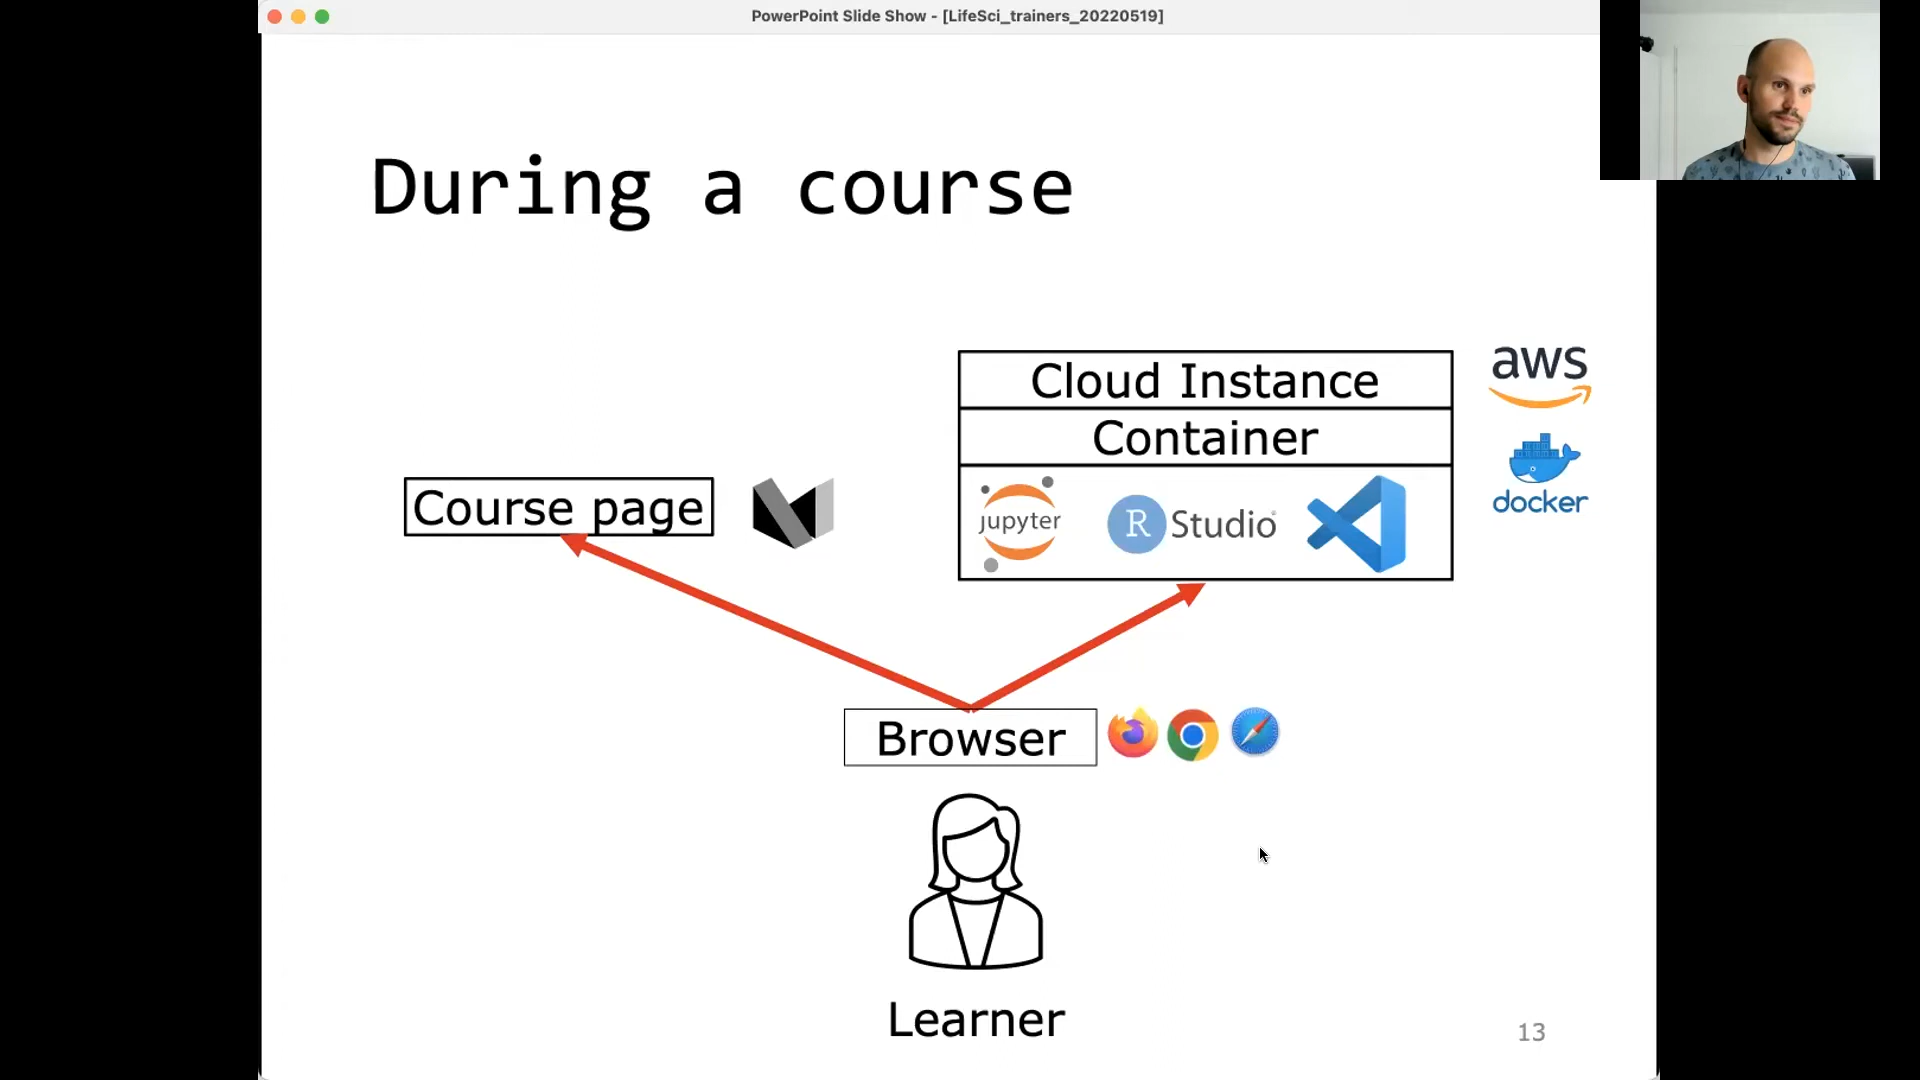 PowerPoint Slide Show - [LifeSci_trainers_20220519]
During a course
Cloud Instance
aws
Container
docker
Course page
jupyter
R Studio
Browser
Learner
13